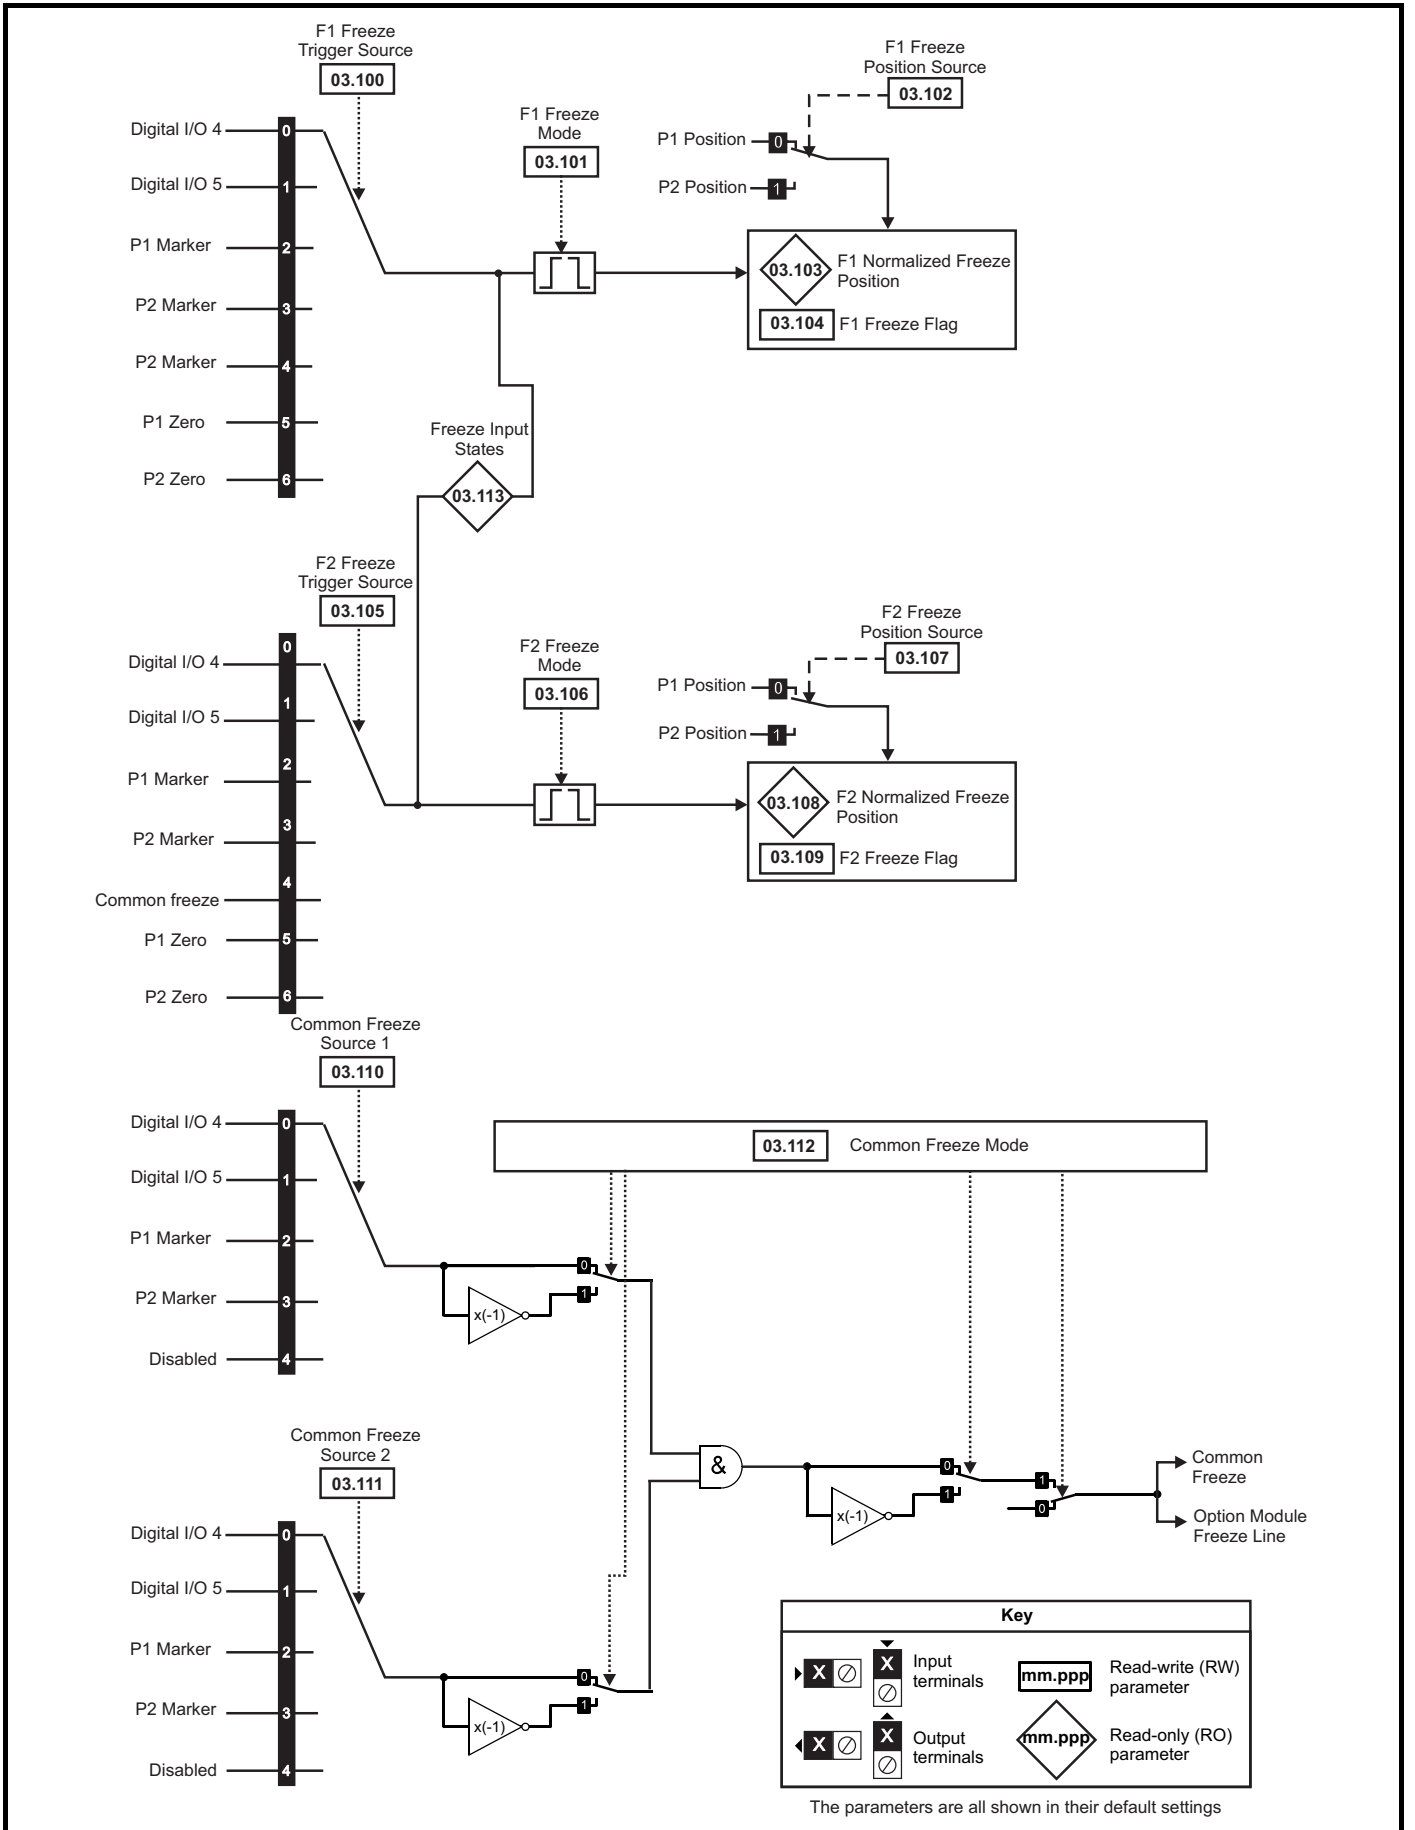 F1 Freeze
Trigger Source
03.100
F1 Freeze
Position Source
03.102
F1 Freeze
Mode
03.101
Digital I/O 4
0
Digital I/O 5
1
P1 Marker
2
P2 Marker
3
P2 Marker
4
P1 Zero
5
P2 Zero
6
P1 Position
0
P2 Position
1
03.103
F1 Normalized Freeze
Position
03.104
F1 Freeze Flag
Freeze Input
States
03.113
F2 Freeze
Trigger Source
03.105
F2 Freeze
Position Source
03.107
F2 Freeze
Mode
03.106
0
Digital I/O 4
1
Digital I/O 5
2
P1 Marker
3
P2 Marker
4
Common freeze
P1 Zero
5
P2 Zero
6
P1 Position
0
P2 Position
1
03.108
F2 Normalized Freeze
Position
03.109
F2 Freeze Flag
Common Freeze
Source 1
03.110
Digital I/O 4
0
Digital I/O 5
1
P1 Marker
2
P2 Marker
3
Disabled
4
03.112
Common Freeze Mode
0
1
x(-1)
Common Freeze
Source 2
03.111
Digital I/O 4
0
Digital I/O 5
1
P1 Marker
2
P2 Marker
3
Disabled
4
0
1
x(-1)
&
0
1
x(-1)
1
0
Common
Freeze
Option Module
Freeze Line
Key
X
X
Input
terminals
mm.ppp
Read-write (RW)
parameter
X
X
Output
terminals
mm.ppp
Read-only (RO)
parameter
The parameters are all shown in their default settings